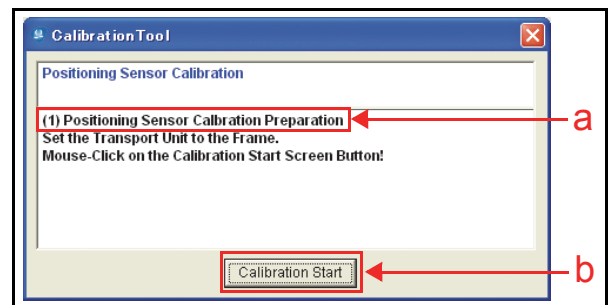 CalibrationTool
Positioning Sensor Calibration
(1) Positioning Sensor Calbration Preparation
a
Set the Transport Unit to the Frame.
Mouse-Click on the Calibration Start Screen Button!
Calibration Start
b